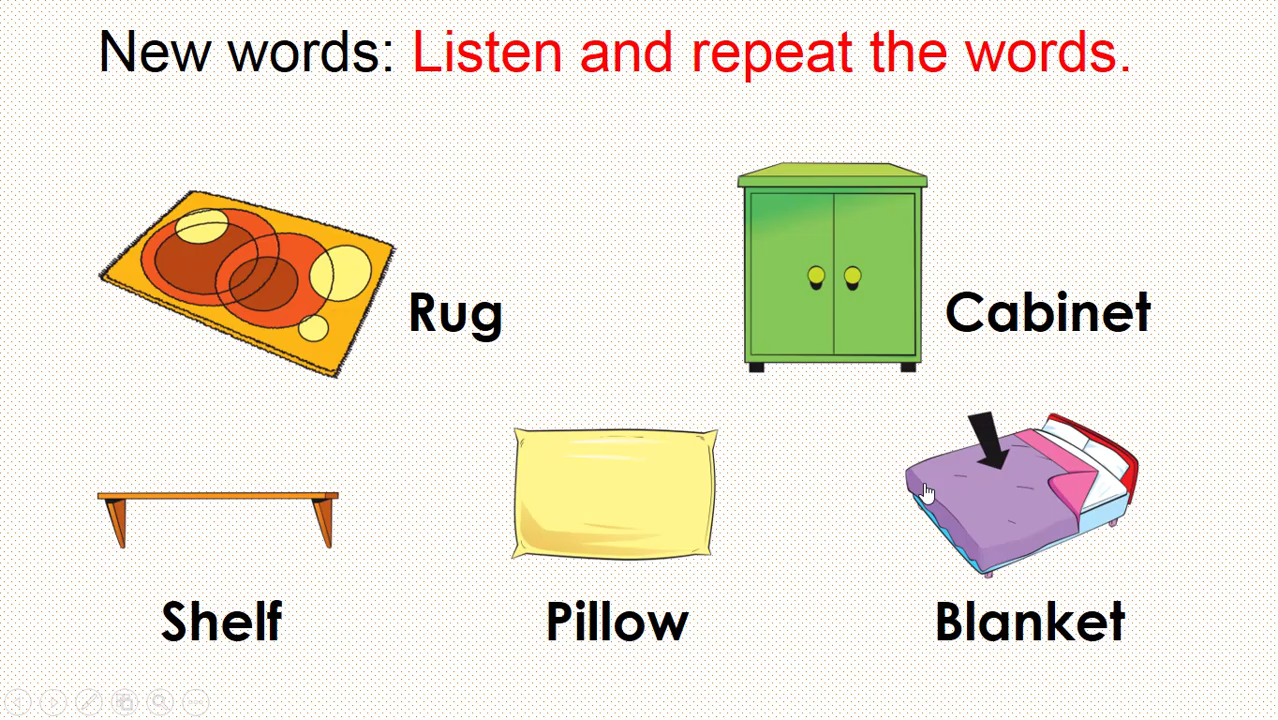 New words: Listen and repeat the words.
Rug
Cabinet
Shelf
Pillow
Blanket